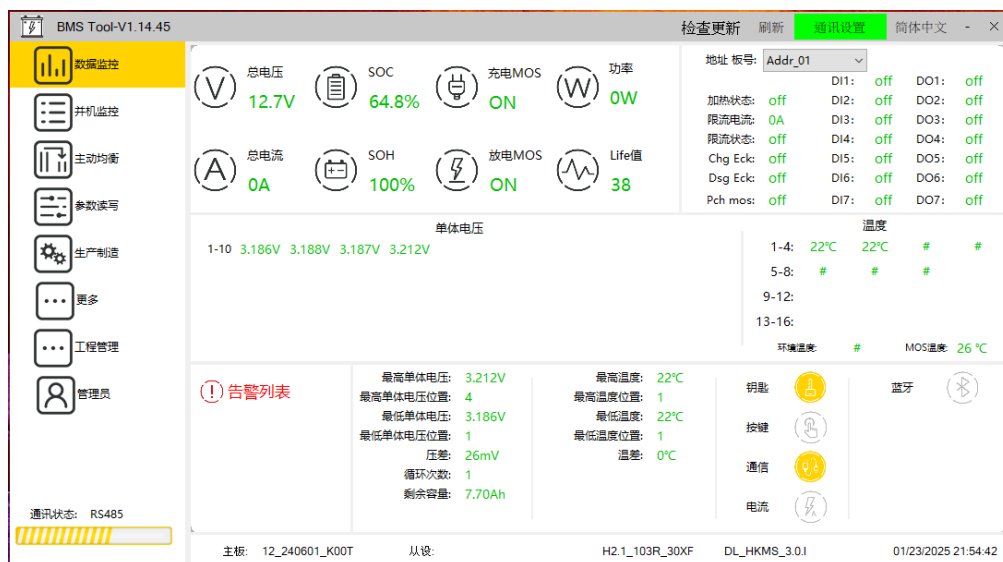 BMS Tool-V1.14.45 检查更新 刷新 通讯设置 简体中文 - ×
数据监控
并机监控
主动均衡
参数读写
生产制造
更多
工程管理
管理员
通讯状态: RS485
总电压 12.7V
SOC 64.8%
充电MOS ON
功率 0W
总电流 0A
SOH 100%
放电MOS ON
Life值 38
地址 板号: Addr_01
DI1: off DO1: off
加热状态: off DI2: off DO2: off
限流电流: 0A DI3: off DO3: off
限流状态: off DI4: off DO4: off
Chg Eck: off DI5: off DO5: off
Dsg Eck: off DI6: off DO6: off
Pch mos: off DI7: off DO7: off
单体电压
1-10 3.186V 3.188V 3.187V 3.212V
温度
1-4: 22℃ 22℃ # #
5-8: # # #
9-12:
13-16:
环境温度: # MOS温度: 26 ℃
告警列表
最高单体电压: 3.212V
最高单体电压位置: 4
最低单体电压: 3.186V
最低单体电压位置: 1
压差: 26mV
循环次数: 1
剩余容量: 7.70Ah
最高温度: 22℃
最高温度位置: 1
最低温度: 22℃
最低温度位置: 1
温差: 0℃
钥匙
按键
通信
电流
蓝牙
主板: 12_240601_K00T 从设: H2.1_103R_30XF DL_HKMS_3.0.I 01/23/2025 21:54:42